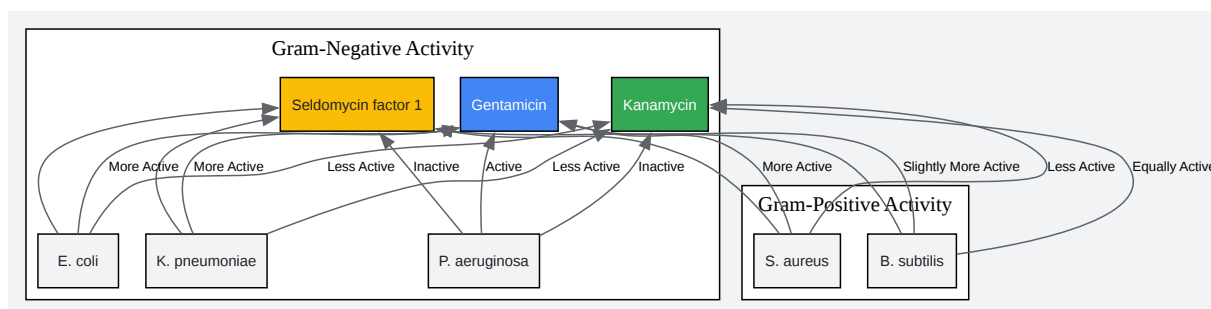 Gram-Negative Activity
Seldomycin factor 1
Gentamicin
Kanamycin
More Active
More Active
Less Active
Inactive
Active
Less Active
Inactive
More Active
Slightly More Active
Less Active
Equally Active
Gram-Positive Activity
E. coli
K. pneumoniae
P. aeruginosa
S. aureus
B. subtilis